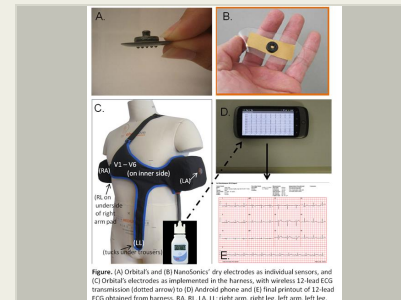 A.
B.
C.
D.
V1 – V6
(on inner side)
(RA)
(LA)
(RL on
underside
of right
arm pad
(LL)
(tucks under trousers)
E.
Figure. (A) Orbital's and (B) NanoSonics' dry electrodes as individual sensors, and
(C) Orbital's electrodes as implemented in the harness, with wireless 12-lead ECG
transmission (dotted arrow) to (D) Android phone and (E) final printout of 12-lead
ECG obtained from harness. RA, RL, LA, LL: right arm, right leg, left arm, left leg.